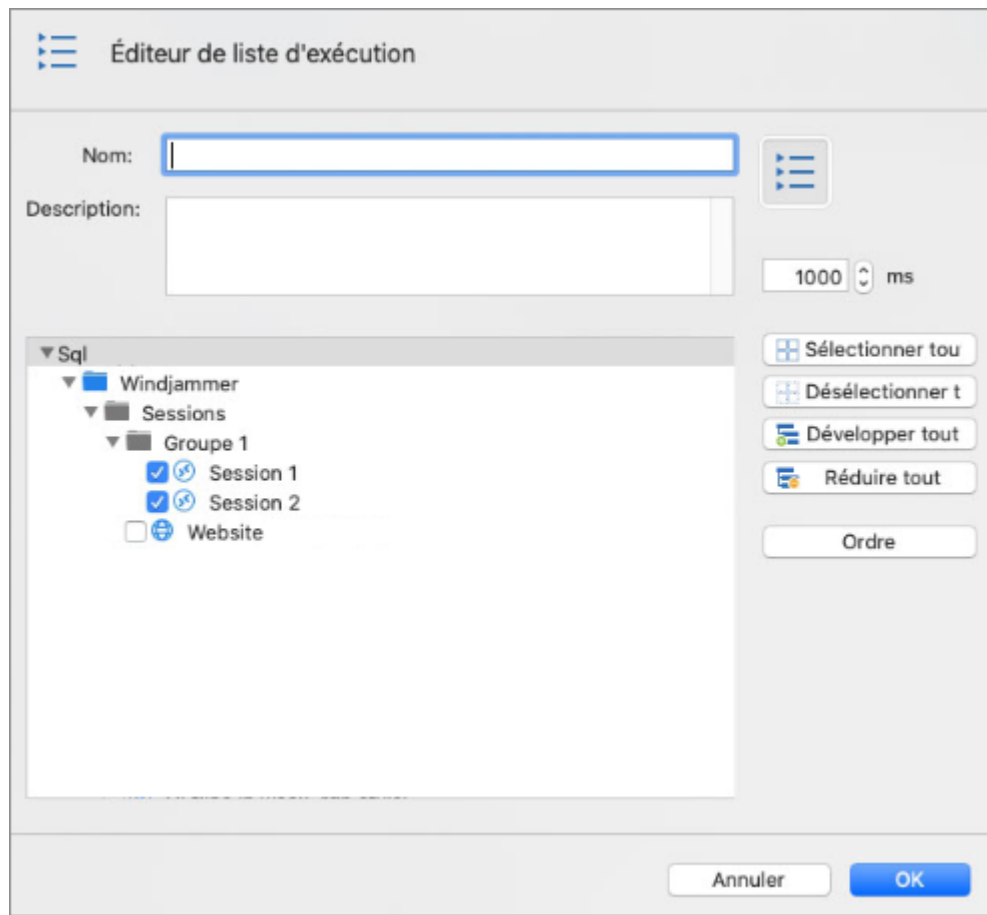 Éditeur de liste d'exécution
Nom:
Description:
1000 ms
Sql
Windjammer
Sessions
Groupe 1
Session 1
Session 2
Website
Sélectionner tou
Désélectionner t
Développer tout
Réduire tout
Ordre
Annuler OK